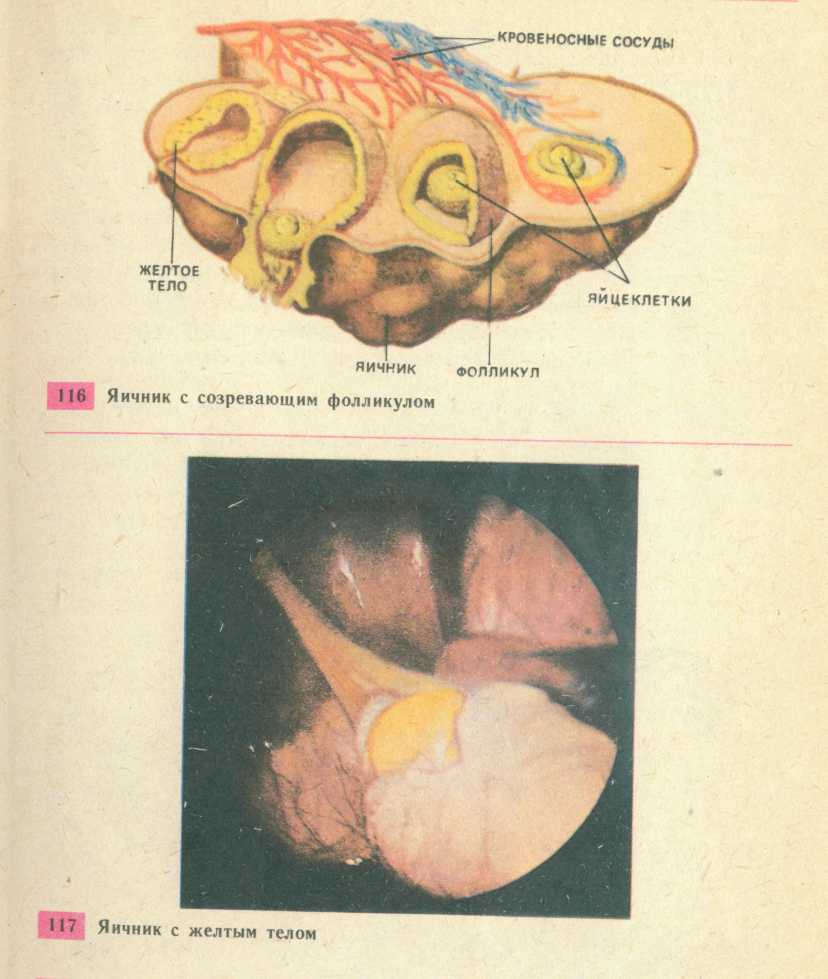 КРОВЕНОСНЫЕ СОСУДЫ
ЖЕЛТОЕ
ТЕЛО
ЯЙЦЕКЛЕТКИ
ЯИЧНИК
ФОЛЛИКУЛ
116 Яичник с созревающим фолликулом
117 Яичник с желтым телом